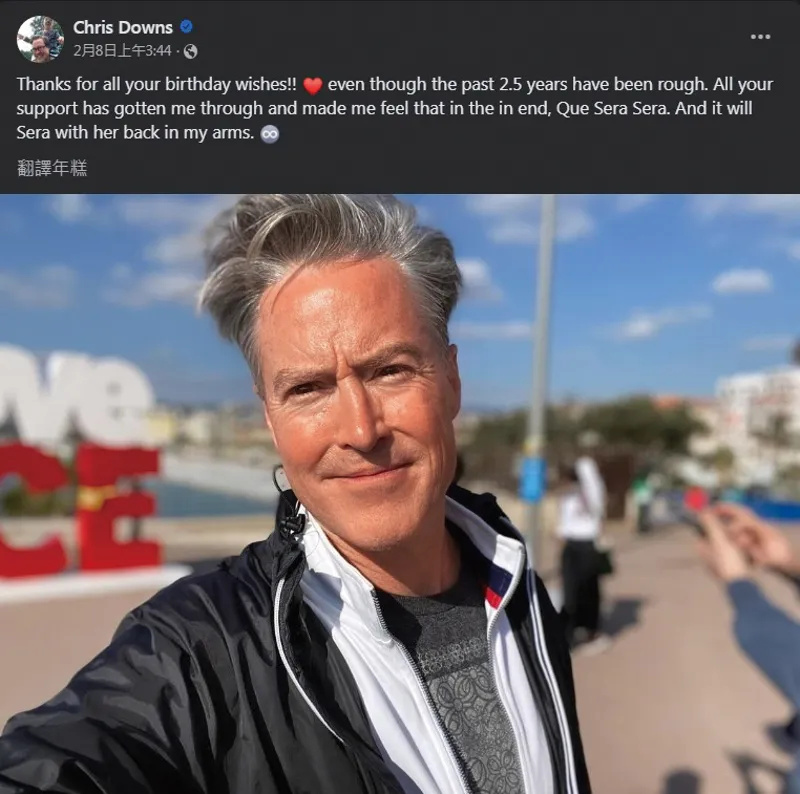 Chris Downs
2月8日上午3:44 ·
Thanks for all your birthday wishes!! ❤️ even though the past 2.5 years have been rough. All your
support has gotten me through and made me feel that in the in end, Que Sera Sera. And it will
Sera with her back in my arms. ♾️
翻譯年糕
ve
CE